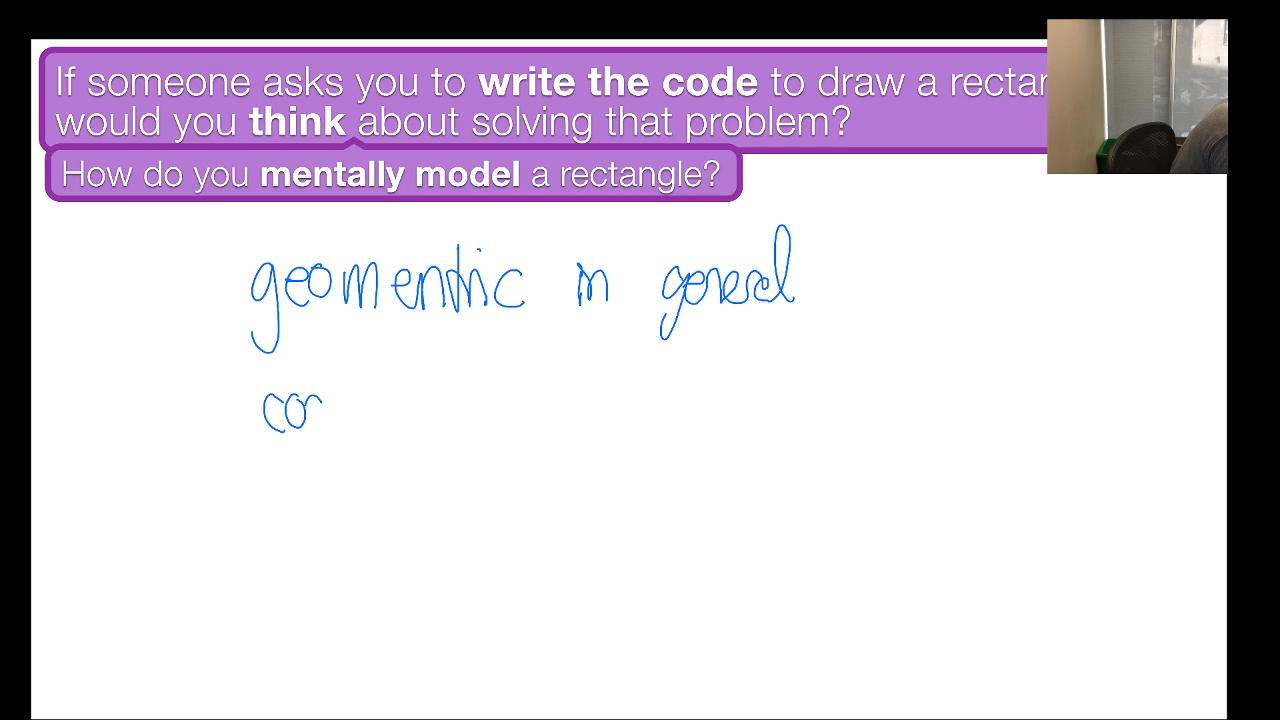 If someone asks you to write the code to draw a rectan
would you think about solving that problem?
How do you mentally model a rectangle?
geomentric in general
cor